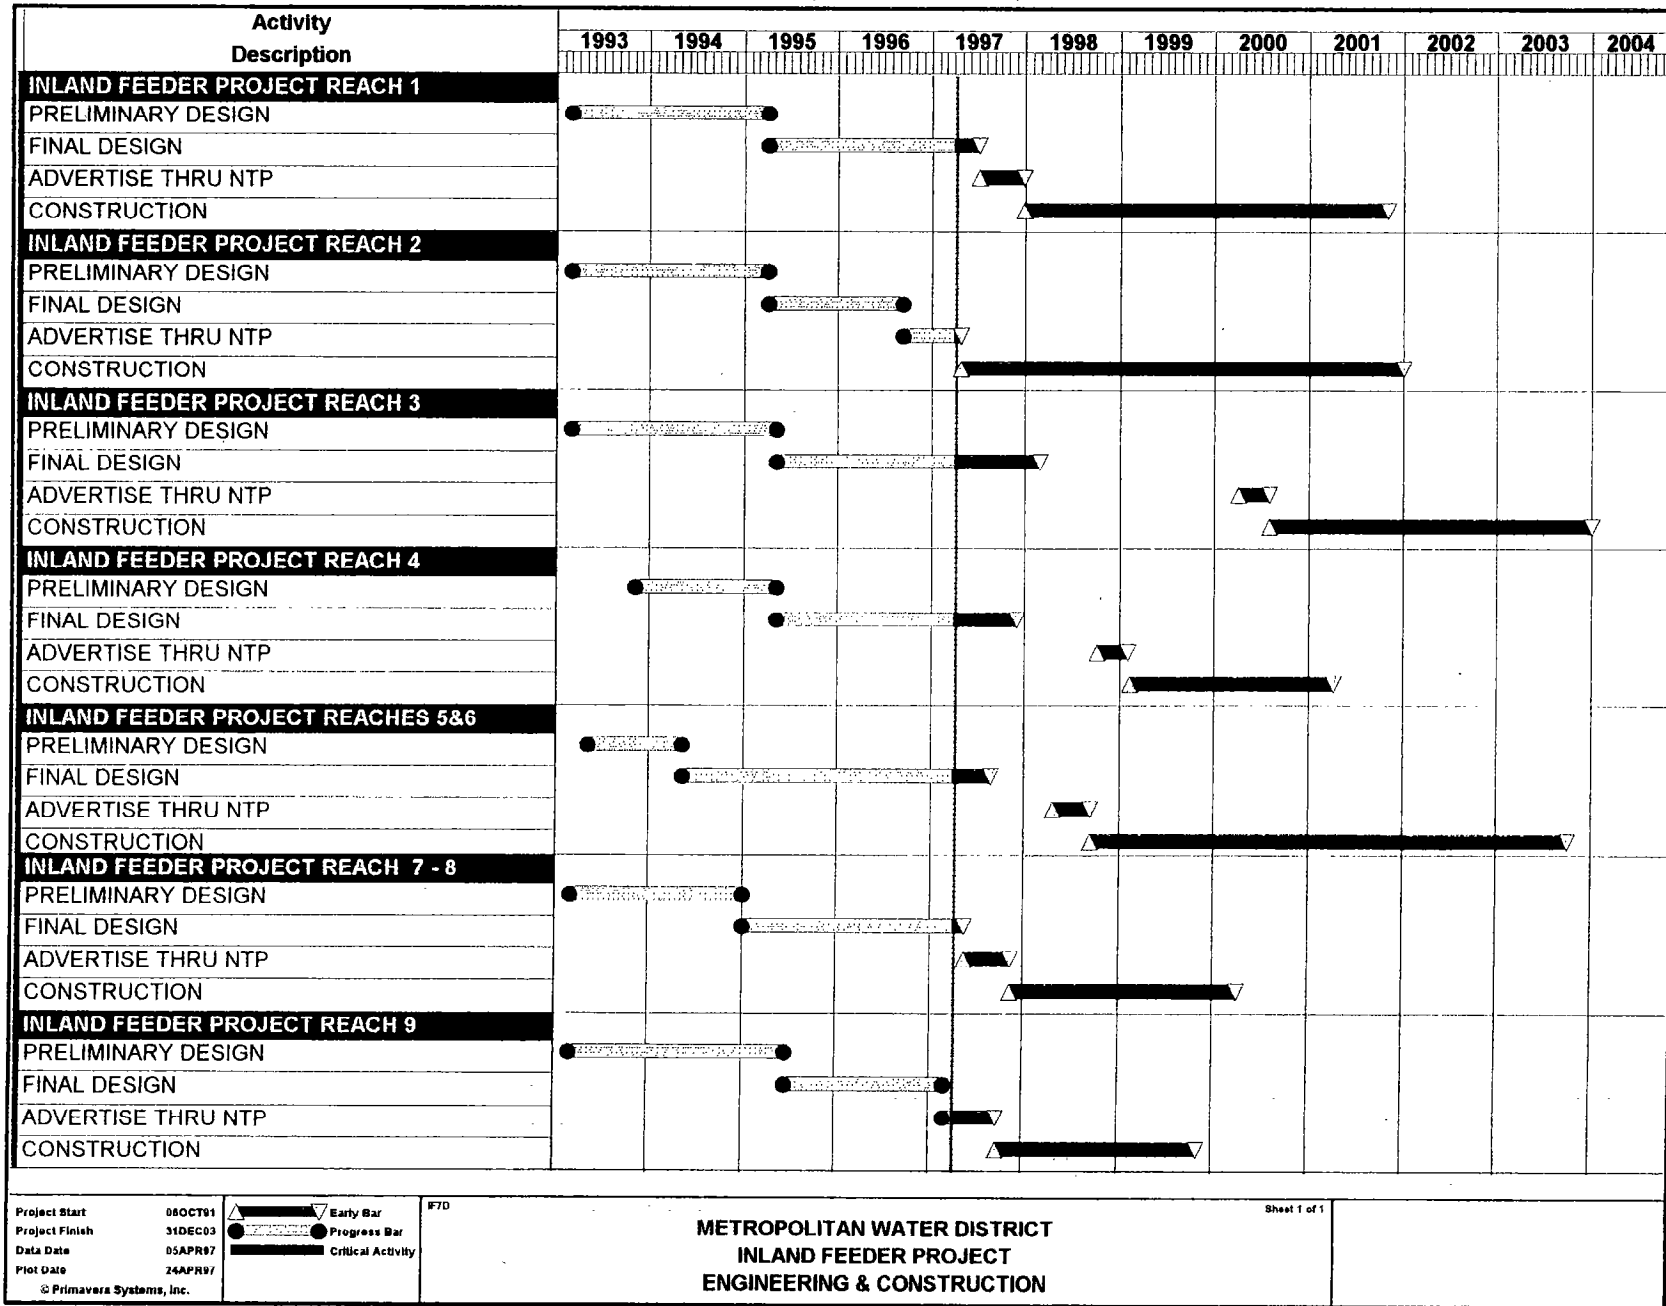 Activity
Description
1993 1994 1995 1996 1997 1998 1999 2000 2001 2002 2003 2004
INLAND FEEDER PROJECT REACH 1
PRELIMINARY DESIGN
FINAL DESIGN
ADVERTISE THRU NTP
CONSTRUCTION
INLAND FEEDER PROJECT REACH 2
PRELIMINARY DESIGN
FINAL DESIGN
ADVERTISE THRU NTP
CONSTRUCTION
INLAND FEEDER PROJECT REACH 3
PRELIMINARY DESIGN
FINAL DESIGN
ADVERTISE THRU NTP
CONSTRUCTION
INLAND FEEDER PROJECT REACH 4
PRELIMINARY DESIGN
FINAL DESIGN
ADVERTISE THRU NTP
CONSTRUCTION
INLAND FEEDER PROJECT REACHES 5&6
PRELIMINARY DESIGN
FINAL DESIGN
ADVERTISE THRU NTP
CONSTRUCTION
INLAND FEEDER PROJECT REACH 7 - 8
PRELIMINARY DESIGN
FINAL DESIGN
ADVERTISE THRU NTP
CONSTRUCTION
INLAND FEEDER PROJECT REACH 9
PRELIMINARY DESIGN
FINAL DESIGN
ADVERTISE THRU NTP
CONSTRUCTION
Project Start 08OCT91
Project Finish 31DEC03
Data Date 05APR97
Plot Date 24APR97
© Primavera Systems, Inc.
Early Bar
Progress Bar
Critical Activity
IF7D
METROPOLITAN WATER DISTRICT
INLAND FEEDER PROJECT
ENGINEERING & CONSTRUCTION
Sheet 1 of 1